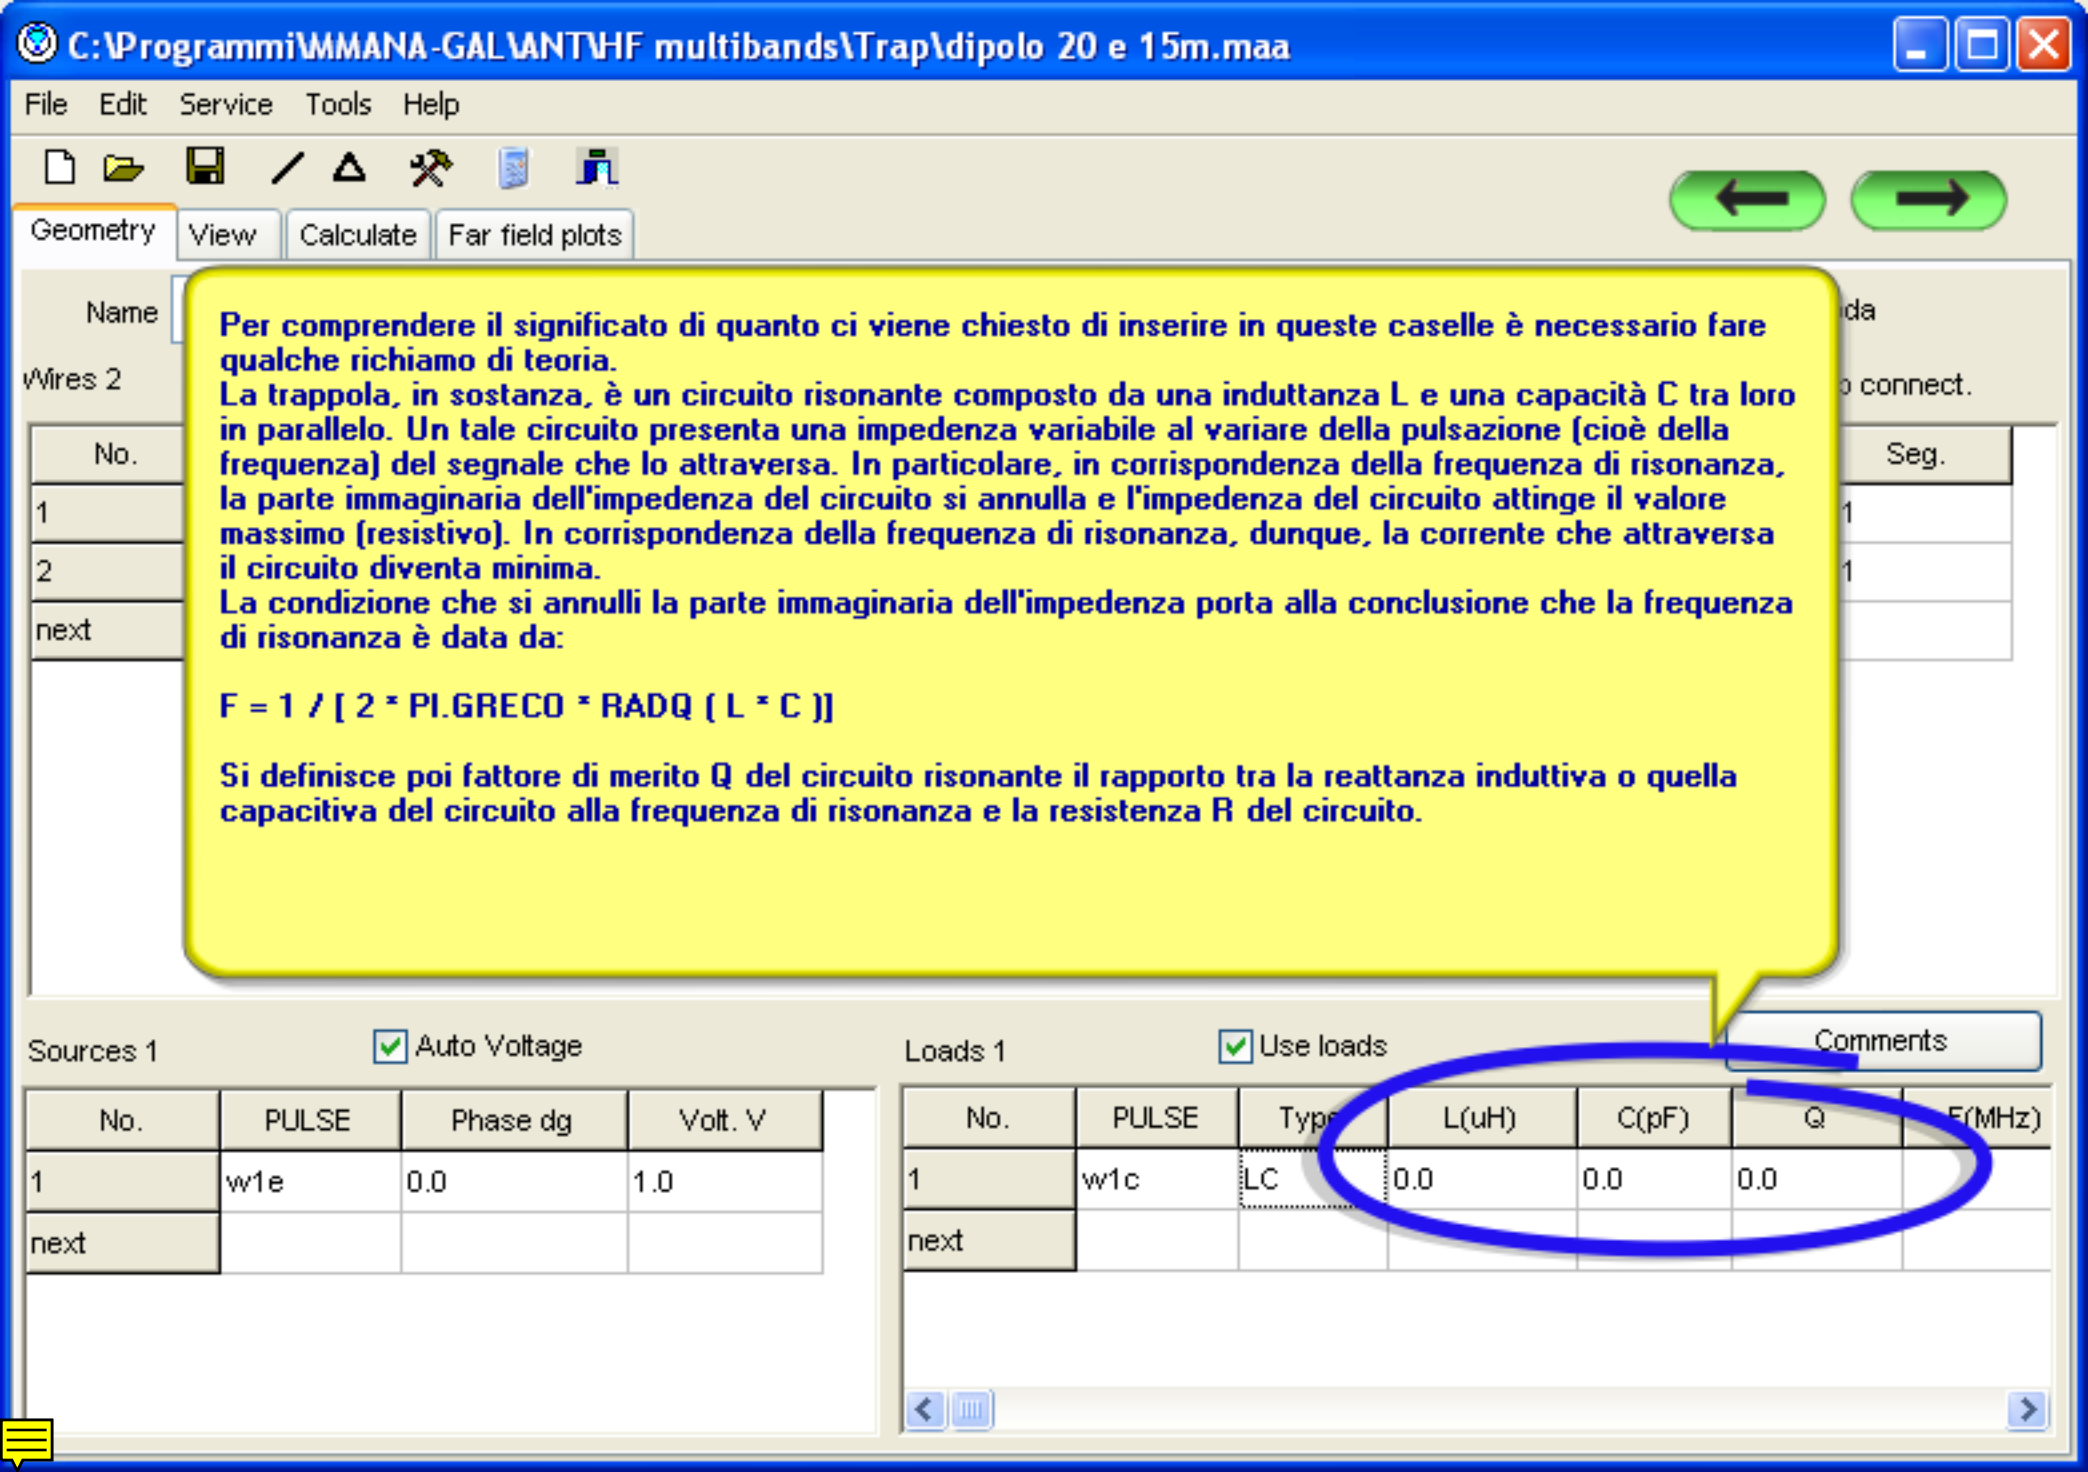 C:\Programmi\MMANA-GAL\ANT\HF multibands\Trap\dipolo 20 e 15m.maa
File Edit Service Tools Help
Geometry View Calculate Far field plots
Name
Wires 2 connect.
No. Seg.
1 1
2 1
next
Per comprendere il significato di quanto ci viene chiesto di inserire in queste caselle è necessario fare
qualche richiamo di teoria.
La trappola, in sostanza, è un circuito risonante composto da una induttanza L e una capacità C tra loro
in parallelo. Un tale circuito presenta una impedenza variabile al variare della pulsazione (cioè della
frequenza) del segnale che lo attraversa. In particolare, in corrispondenza della frequenza di risonanza,
la parte immaginaria dell'impedenza del circuito si annulla e l'impedenza del circuito attinge il valore
massimo (resistivo). In corrispondenza della frequenza di risonanza, dunque, la corrente che attraversa
il circuito diventa minima.
La condizione che si annulli la parte immaginaria dell'impedenza porta alla conclusione che la frequenza
di risonanza è data da:
F = 1 / [ 2 * PI.GRECO * RADQ ( L * C )]
Si definisce poi fattore di merito Q del circuito risonante il rapporto tra la reattanza induttiva o quella
capacitiva del circuito alla frequenza di risonanza e la resistenza R del circuito.
Sources 1 Auto Voltage Loads 1 Use loads Comments
No. PULSE Phase dg Volt. V
1 w1e 0.0 1.0
next
No. PULSE Type L(uH) C(pF) Q F(MHz)
1 w1c LC 0.0 0.0 0.0
next